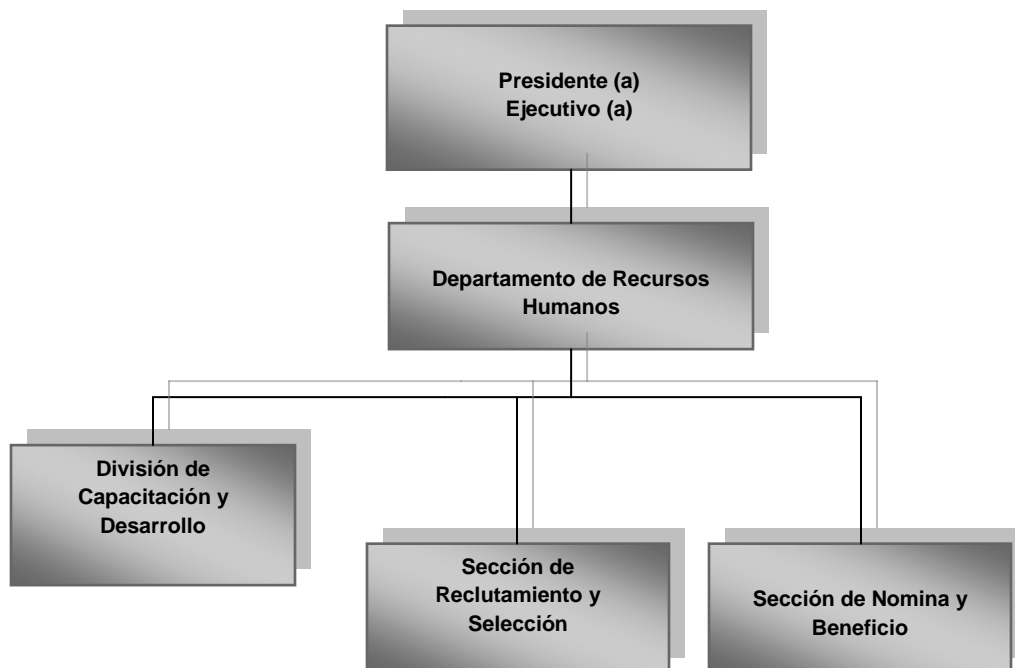 Presidente (a)
Ejecutivo (a)
Departamento de Recursos
Humanos
División de
Capacitación y
Desarrollo
Sección de
Reclutamiento y
Selección
Sección de Nomina y
Beneficio